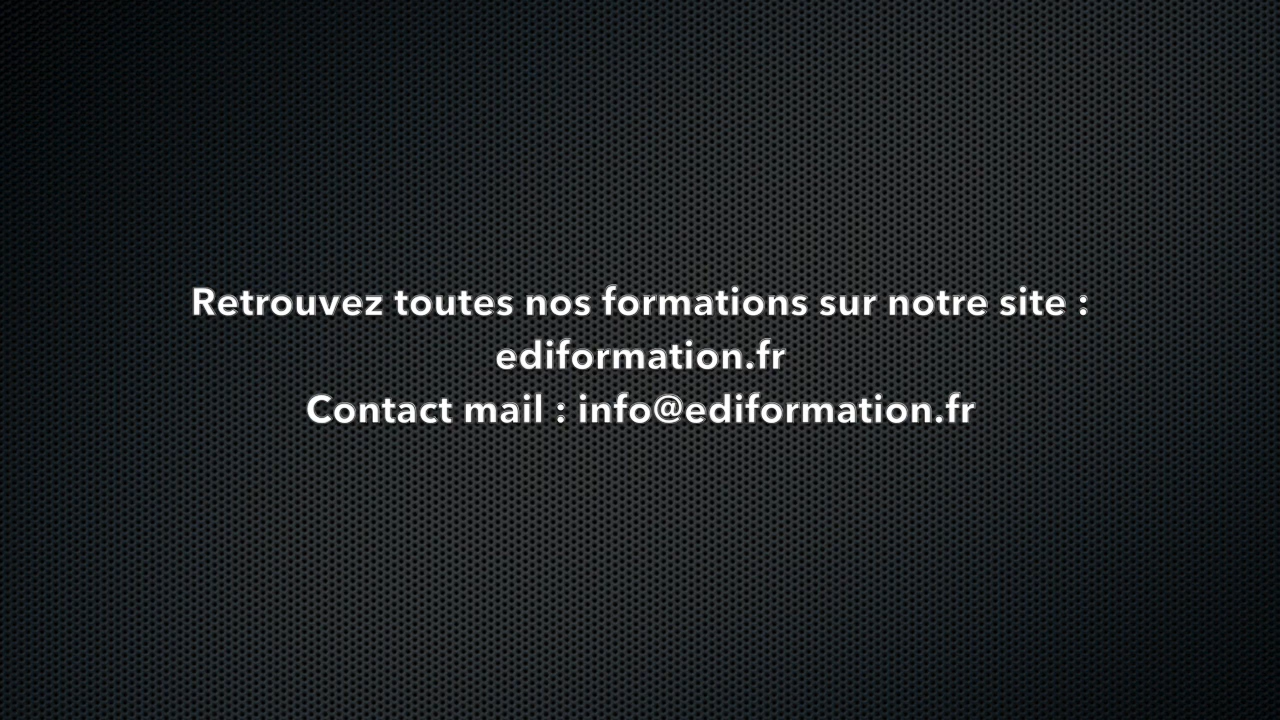 Retrouvez toutes nos formations sur notre site :
ediformation.fr
Contact mail : info@ediformation.fr